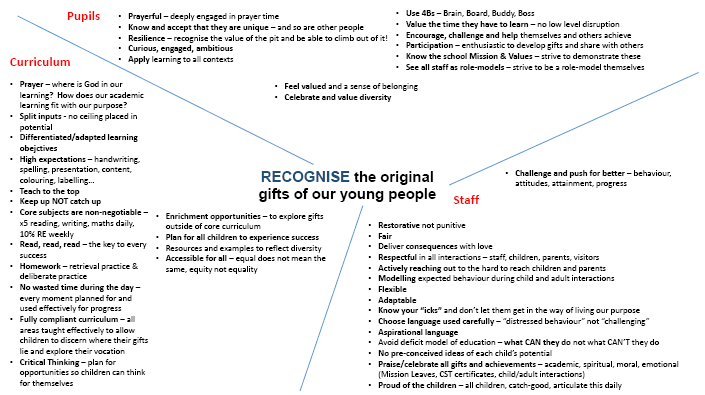 Pupils
• Prayerful – deeply engaged in prayer time
• Know and accept that they are unique – and so are other people
• Resilience – recognise the value of the pit and be able to climb out of it!
• Curious, engaged, ambitious
• Apply learning to all contexts
• Use 4Bs – Brain, Board, Buddy, Boss
• Value the time they have to learn – no low level disruption
• Encourage, challenge and help themselves and others achieve
• Participation – enthusiastic to develop gifts and share with others
• Know the school Mission & Values – strive to demonstrate these
• See all staff as role-models – strive to be a role-model themselves
• Feel valued and a sense of belonging
• Celebrate and value diversity
Curriculum
• Prayer – where is God in our
learning? How does our academic
learning fit with our purpose?
• Split inputs - no ceiling placed in
potential
• Differentiated/adapted learning
obejctives
• High expectations – handwriting,
spelling, presentation, content,
colouring, labelling…
• Teach to the top
• Keep up NOT catch up
• Core subjects are non-negotiable –
x5 reading, writing, maths daily,
10% RE weekly
• Read, read, read – the key to every
success
• Homework – retrieval practice &
deliberate practice
• No wasted time during the day –
every moment planned for and
used effectively for progress
• Fully compliant curriculum – all
areas taught effectively to allow
children to discern where their gifts
lie and explore their vocation
• Critical Thinking – plan for
opportunities so children can think
for themselves
• Enrichment opportunities – to explore gifts
outside of core curriculum
• Plan for all children to experience success
• Resources and examples to reflect diversity
• Accessible for all – equal does not mean the
same, equity not equality
RECOGNISE the original
gifts of our young people
Staff
• Challenge and push for better – behaviour,
attitudes, attainment, progress
• Restorative not punitive
• Fair
• Deliver consequences with love
• Respectful in all interactions – staff, children, parents, visitors
• Actively reaching out to the hard to reach children and parents
• Modelling expected behaviour during child and adult interactions
• Flexible
• Adaptable
• Know your “icks” and don’t let them get in the way of living our purpose
• Choose language used carefully – “distressed behaviour” not “challenging”
• Aspirational language
• Avoid deficit model of education – what CAN they do not what CAN’T they do
• No pre-conceived ideas of each child’s potential
• Praise/celebrate all gifts and achievements – academic, spiritual, moral, emotional
(Mission Leaves, CST certificates, child/adult interactions)
• Proud of the children – all children, catch-good, articulate this daily